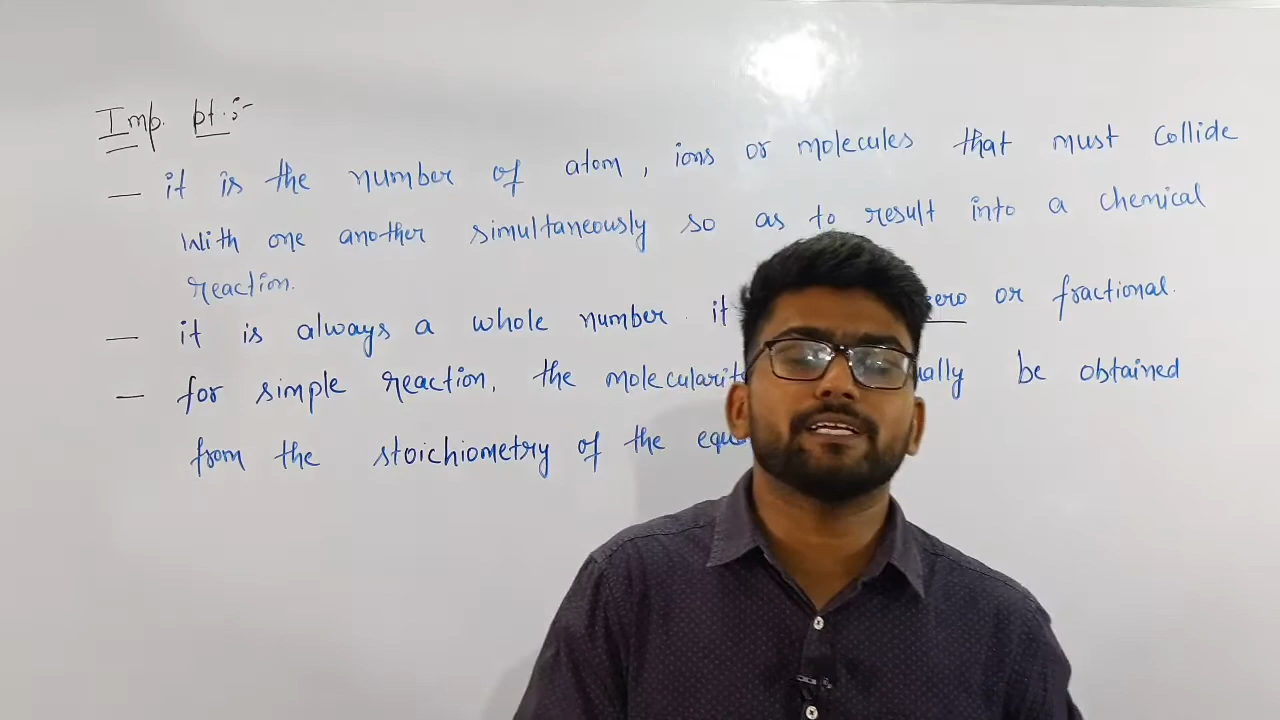 Imp. pt. :-
— it is the number of atom, ions or molecules that must collide
With one another simultaneously so as to result into a chemical
reaction.
— it is always a whole number. it zero or fractional.
— for simple reaction, the molecularit ually be obtained
from the stoichiometry of the equ